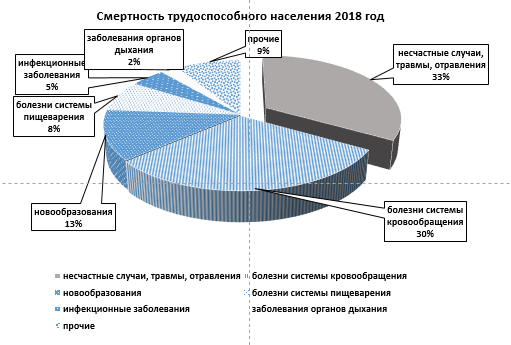 Смертность трудоспособного населения 2018 год
заболевания органов
дыхания
2%
прочие
9%
несчастные случаи,
травмы, отравления
33%
инфекционные
заболевания
5%
болезни системы
пищеварения
8%
новообразования
13%
болезни системы
кровообращения
30%
несчастные случаи, травмы, отравления
болезни системы кровообращения
новообразования
болезни системы пищеварения
инфекционные заболевания
заболевания органов дыхания
прочие